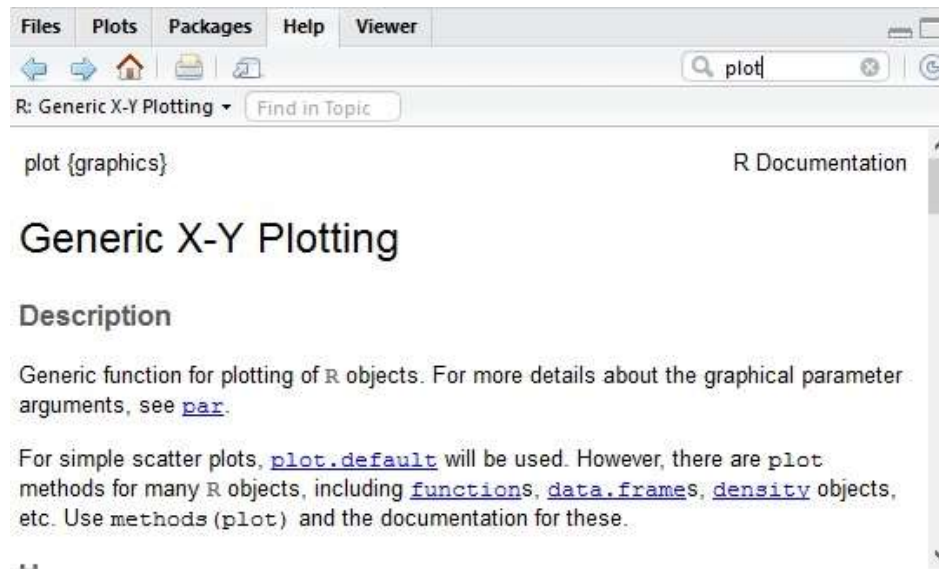 Files Plots Packages Help Viewer
plot
R: Generic X-Y Plotting Find in Topic
plot {graphics} R Documentation
Generic X-Y Plotting
Description
Generic function for plotting of R objects. For more details about the graphical parameter
arguments, see par.
For simple scatter plots, plot.default will be used. However, there are plot
methods for many R objects, including functions, data.frames, density objects,
etc. Use methods(plot) and the documentation for these.